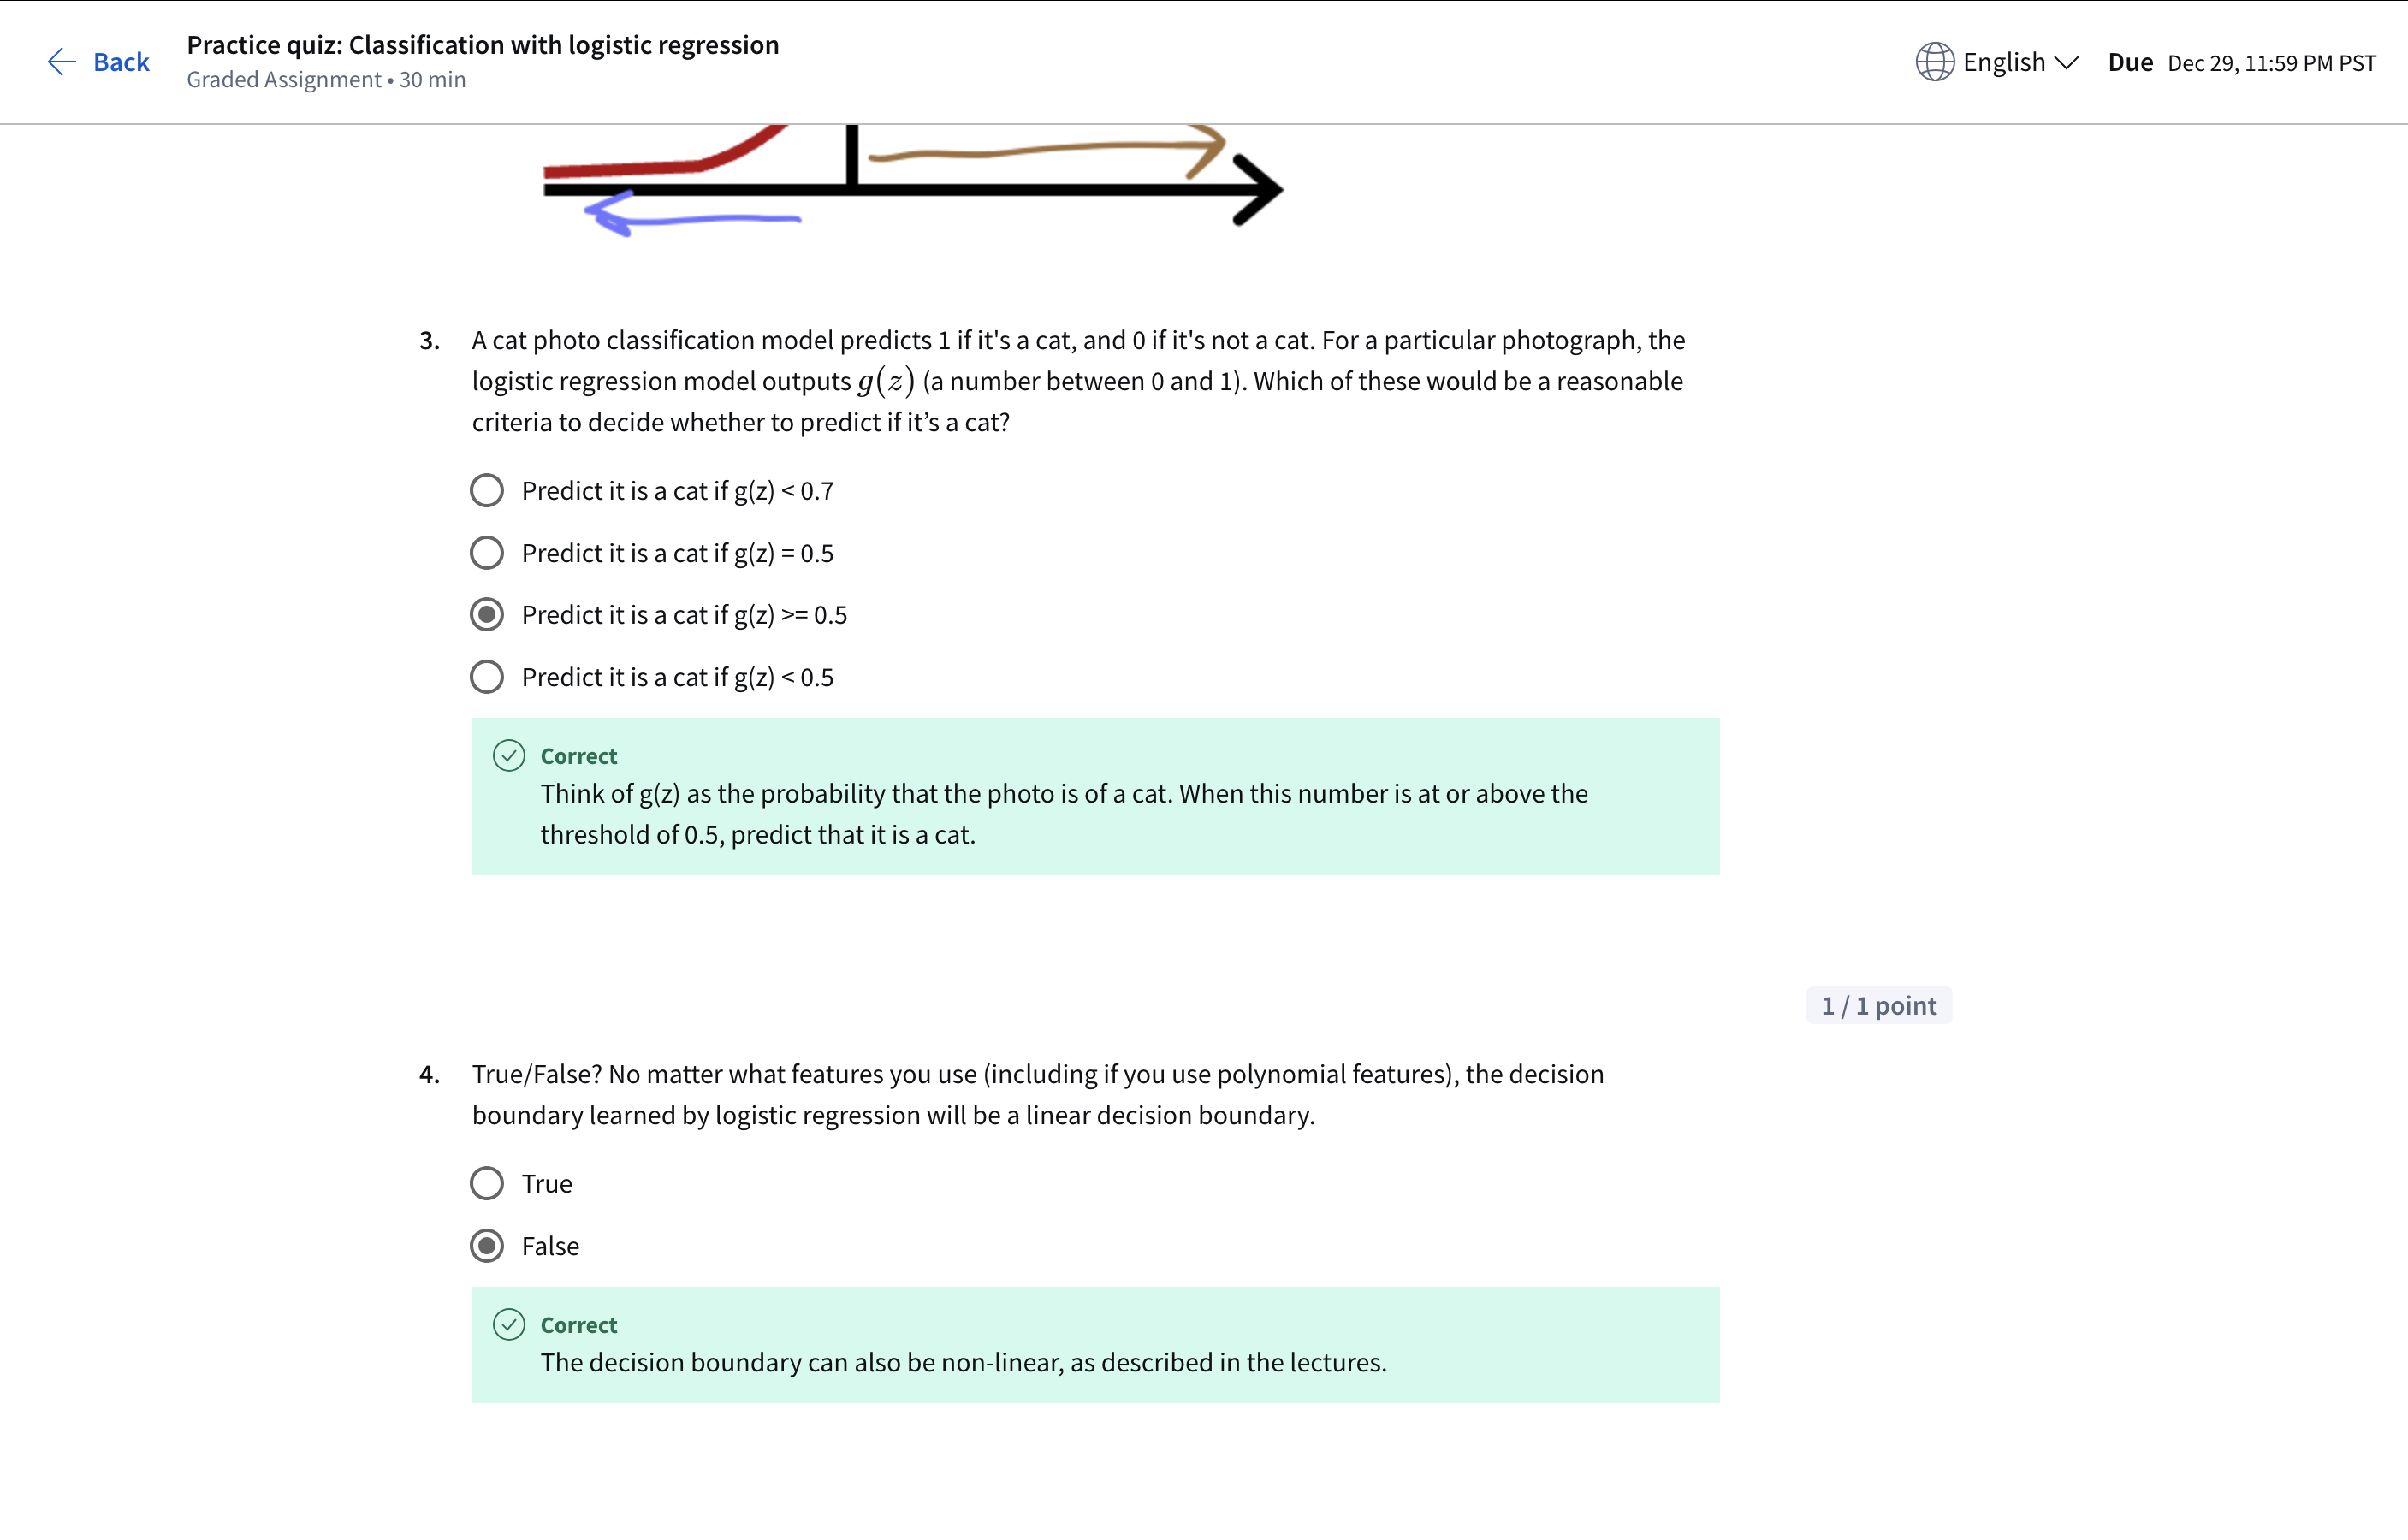 Back
Practice quiz: Classification with logistic regression
Graded Assignment • 30 min
English
Due Dec 29, 11:59 PM PST
3. A cat photo classification model predicts 1 if it's a cat, and 0 if it's not a cat. For a particular photograph, the
logistic regression model outputs g(z) (a number between 0 and 1). Which of these would be a reasonable
criteria to decide whether to predict if it’s a cat?
Predict it is a cat if g(z) < 0.7
Predict it is a cat if g(z) = 0.5
Predict it is a cat if g(z) >= 0.5
Predict it is a cat if g(z) < 0.5
Correct
Think of g(z) as the probability that the photo is of a cat. When this number is at or above the
threshold of 0.5, predict that it is a cat.
1 / 1 point
4. True/False? No matter what features you use (including if you use polynomial features), the decision
boundary learned by logistic regression will be a linear decision boundary.
True
False
Correct
The decision boundary can also be non-linear, as described in the lectures.